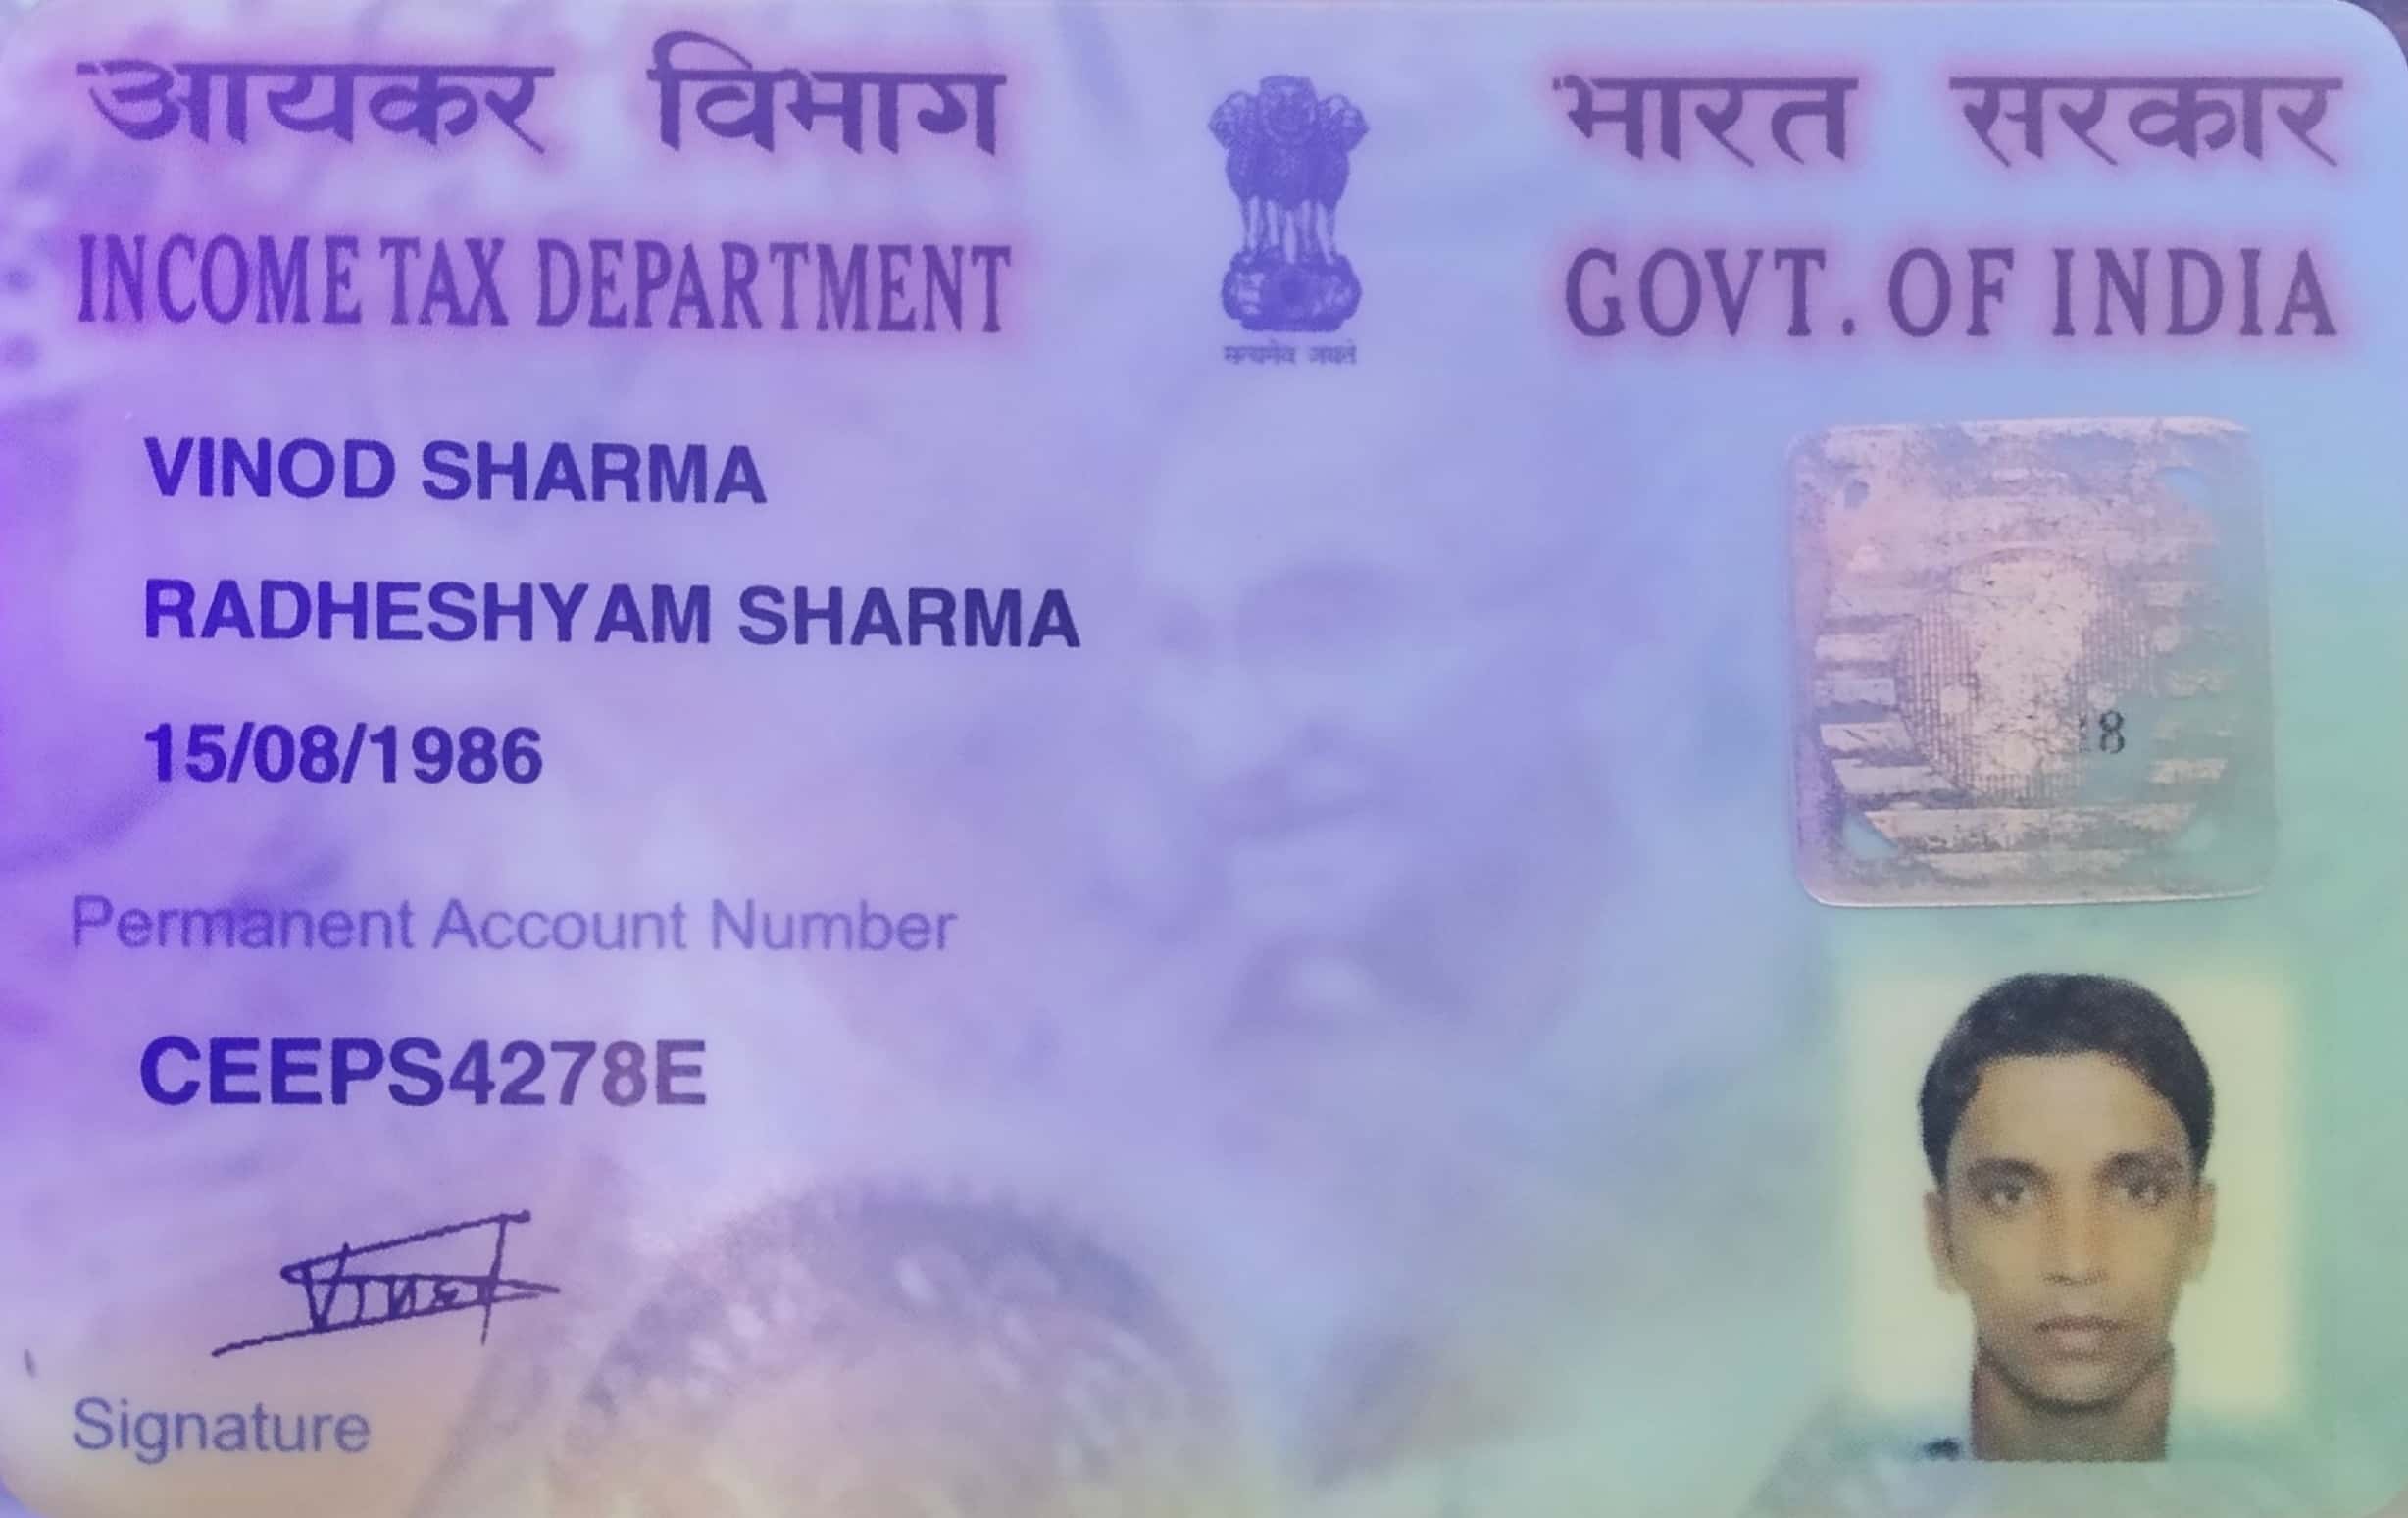 आयकर विभाग
भारत सरकार
INCOME TAX DEPARTMENT
GOVT. OF INDIA
सत्यमेव जयते
VINOD SHARMA
RADHESHYAM SHARMA
15/08/1986
8
Permanent Account Number
CEEPS4278E
Vinod
Signature